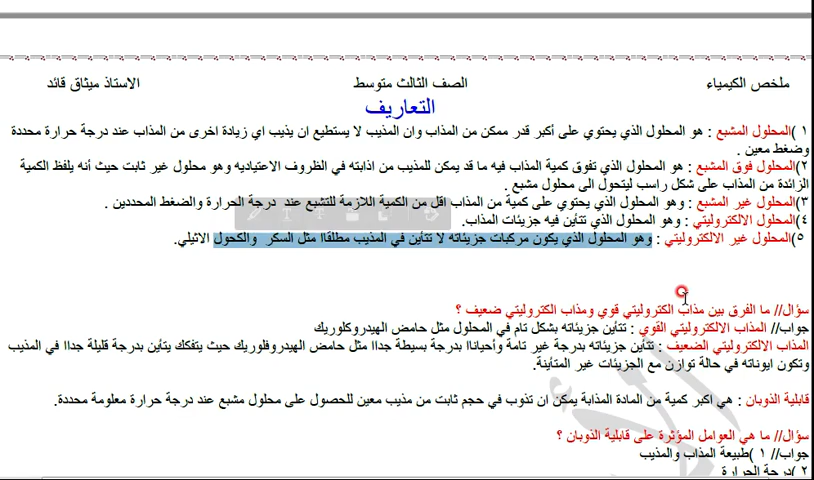 ملخص الكيمياء الصف الثالث متوسط الاستاذ ميثاق قائد
التعاريف
١ )المحلول المشبع : هو المحلول الذي يحتوي على أكبر قدر ممكن من المذاب وان المذيب لا يستطيع ان يذيب اي زيادة اخرى من المذاب عند درجة حرارة محددة
وضغط معين .
٢)المحلول فوق المشبع : هو المحلول الذي تفوق كمية المذاب فيه ما قد يمكن للمذيب من اذابته في الظروف الاعتياديه وهو محلول غير ثابت حيث أنه يلفظ الكمية
الزائدة من المذاب على شكل راسب ليتحول الى محلول مشبع .
٣)المحلول غير المشبع : وهو المحلول الذي يحتوي على كمية من المذاب اقل من الكمية اللازمة للتشبع عند درجة الحرارة والضغط المحددين .
٤)المحلول الالكتروليتي : وهو المحلول الذي تتأين فيه جزيئات المذاب.
٥)المحلول غير الالكتروليتي : وهو المحلول الذي يكون مركبات جزيئاته لا تتأين في المذيب مطلقاا مثل السكر والكحول الاثيلي.
سؤال// ما الفرق بين مذاب الكتروليتي قوي ومذاب الكتروليتي ضعيف ؟
جواب// المذاب الالكتروليتي القوي : تتأين جزيئاته بشكل تام في المحلول مثل حامض الهيدروكلوريك
المذاب الالكتروليتي الضعيف : تتأين جزيئاته بدرجة غير تامة وأحياناا بدرجة بسيطة جداا مثل حامض الهيدروفلوريك حيث يتفكك يتأين بدرجة قليلة جداا في المذيب
وتكون ايوناته في حالة توازن مع الجزيئات غير المتأينة.
قابلية الذوبان : هي اكبر كمية من المادة المذابة يمكن ان تذوب في حجم ثابت من مذيب معين للحصول على محلول مشبع عند درجة حرارة معلومة محددة.
سؤال// ما هي العوامل المؤثرة على قابلية الذوبان ؟
جواب// ١ )طبيعة المذاب والمذيب
٢ )درجة الحرارة